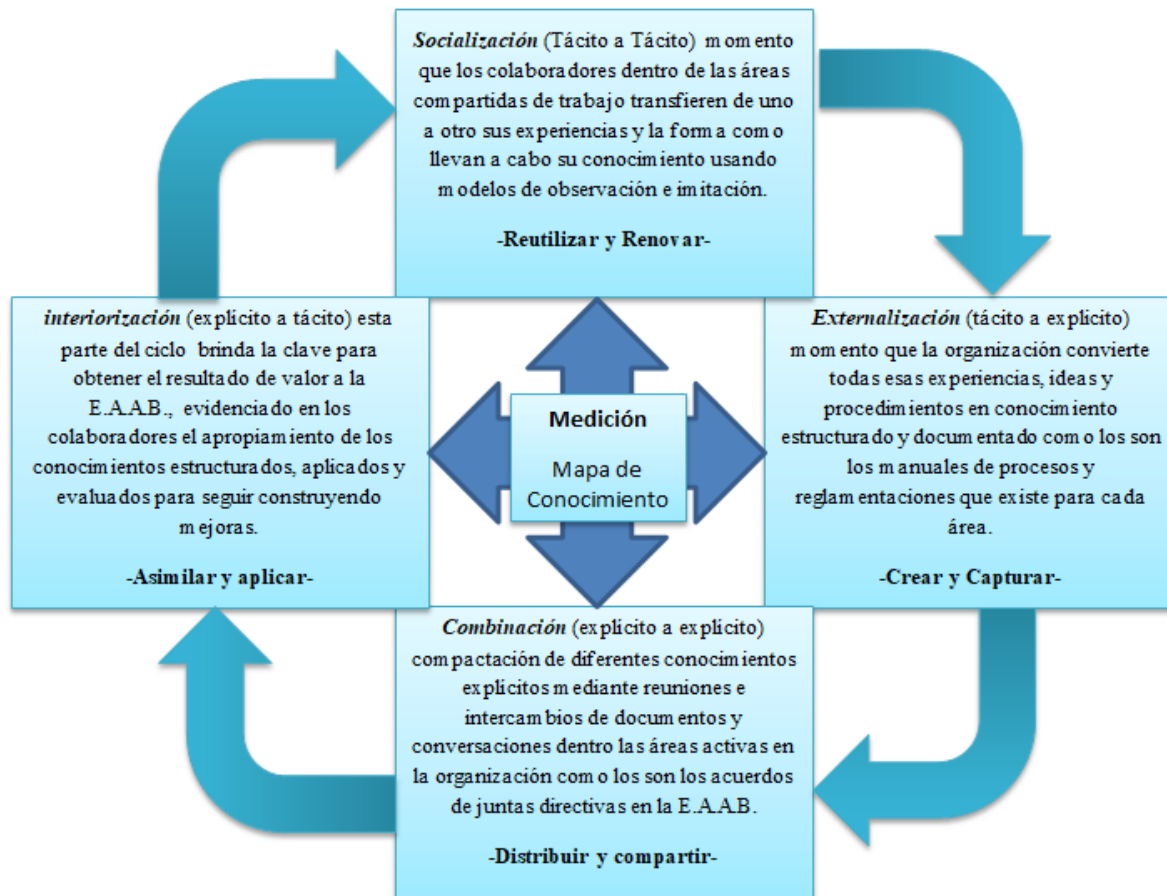 Socialización (Tácito a Tácito) momento
que los colaboradores dentro de las áreas
compartidas de trabajo transfieren de uno
a otro sus experiencias y la forma como
llevan a cabo su conocimiento usando
modelos de observación e imitación.
-Reutilizar y Renovar-
interiorización (explícito a tácito) esta
parte del ciclo brinda la clave para
obtener el resultado de valor a la
E.A.A.B., evidenciado en los
colaboradores el apropiamiento de los
conocimientos estructurados, aplicados y
evaluados para seguir construyendo
mejoras.
-Asimilar y aplicar-
Medición
Mapa de
Conocimiento
Externalización (tácito a explicito)
momento que la organización convierte
todas esas experiencias, ideas y
procedimientos en conocimiento
estructurado y documentado como los son
los manuales de procesos y
reglamentaciones que existe para cada
área.
-Crear y Capturar-
Combinación (explícito a explícito)
compactación de diferentes conocimientos
explícitos mediante reuniones e
intercambios de documentos y
conversaciones dentro las áreas activas en
la organización como los son los acuerdos
de juntas directivas en la E.A.A.B.
-Distribuir y compartir-